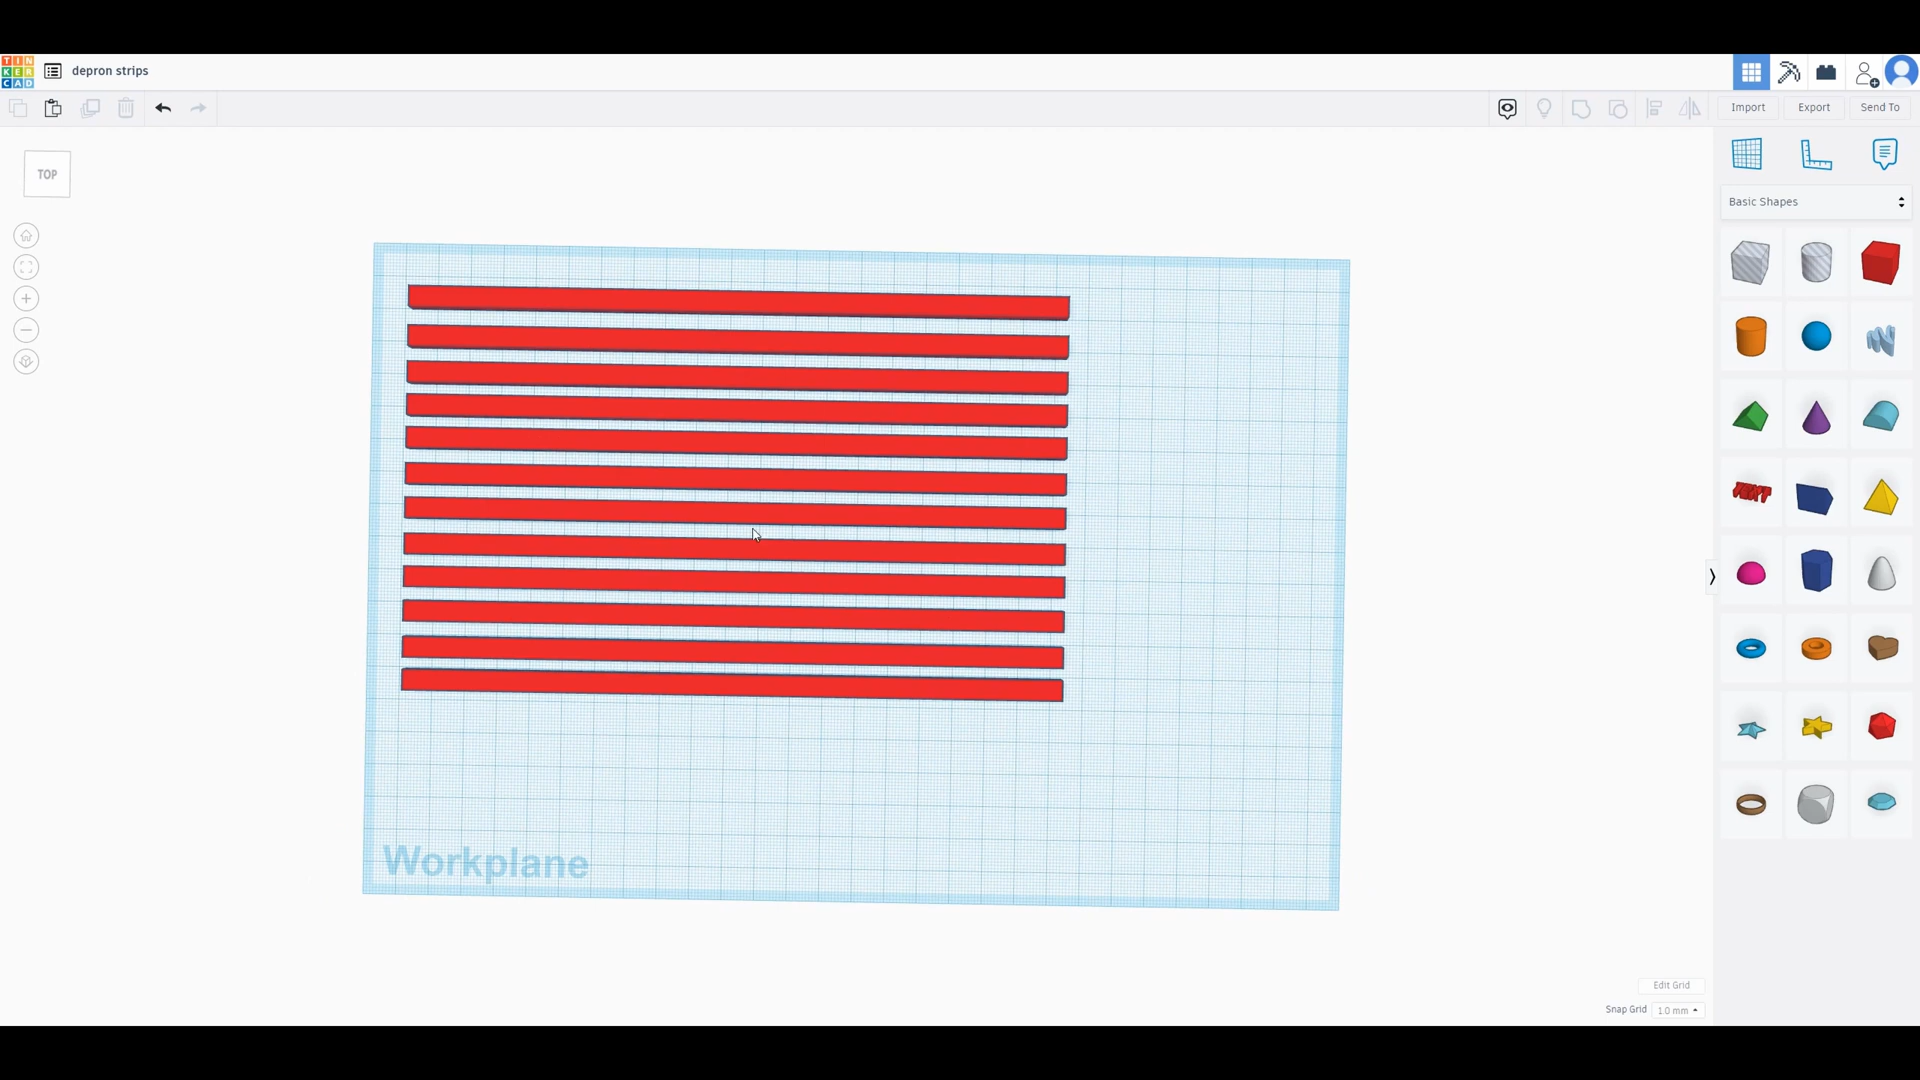 TIN
KER
CAD
depron strips
Import
Export
Send To
TOP
Basic Shapes
TEXT
Workplane
Edit Grid
Snap Grid
1.0 mm